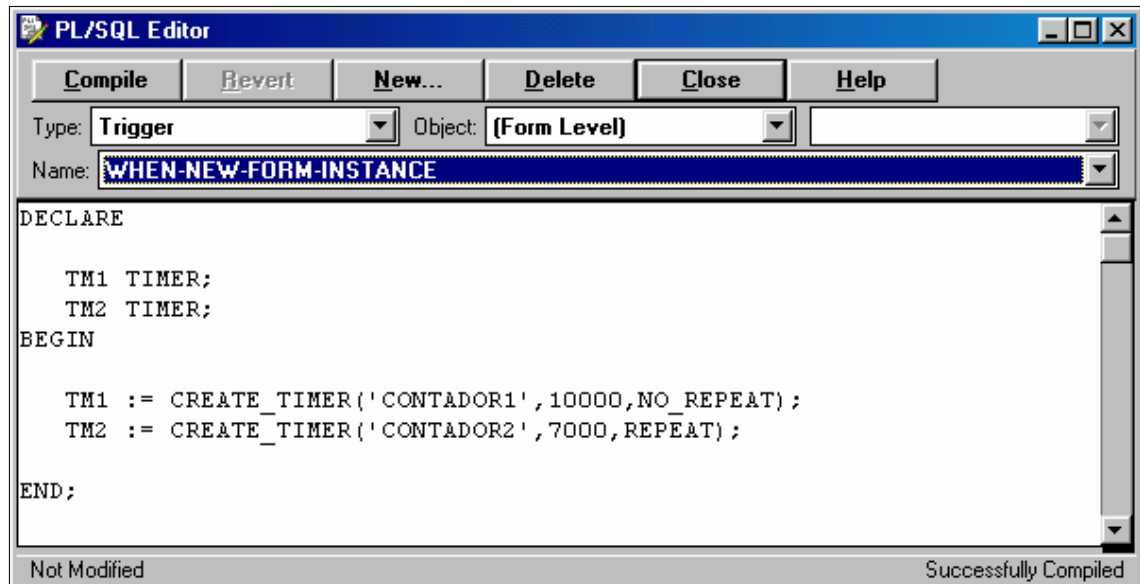 PL/SQL Editor
Compile Revert New... Delete Close Help
Type: Trigger Object: (Form Level)
Name: WHEN-NEW-FORM-INSTANCE
DECLARE
TM1 TIMER;
TM2 TIMER;
BEGIN
TM1 := CREATE_TIMER('CONTADOR1',10000,NO_REPEAT);
TM2 := CREATE_TIMER('CONTADOR2',7000,REPEAT);
END;
Not Modified Successfully Compiled